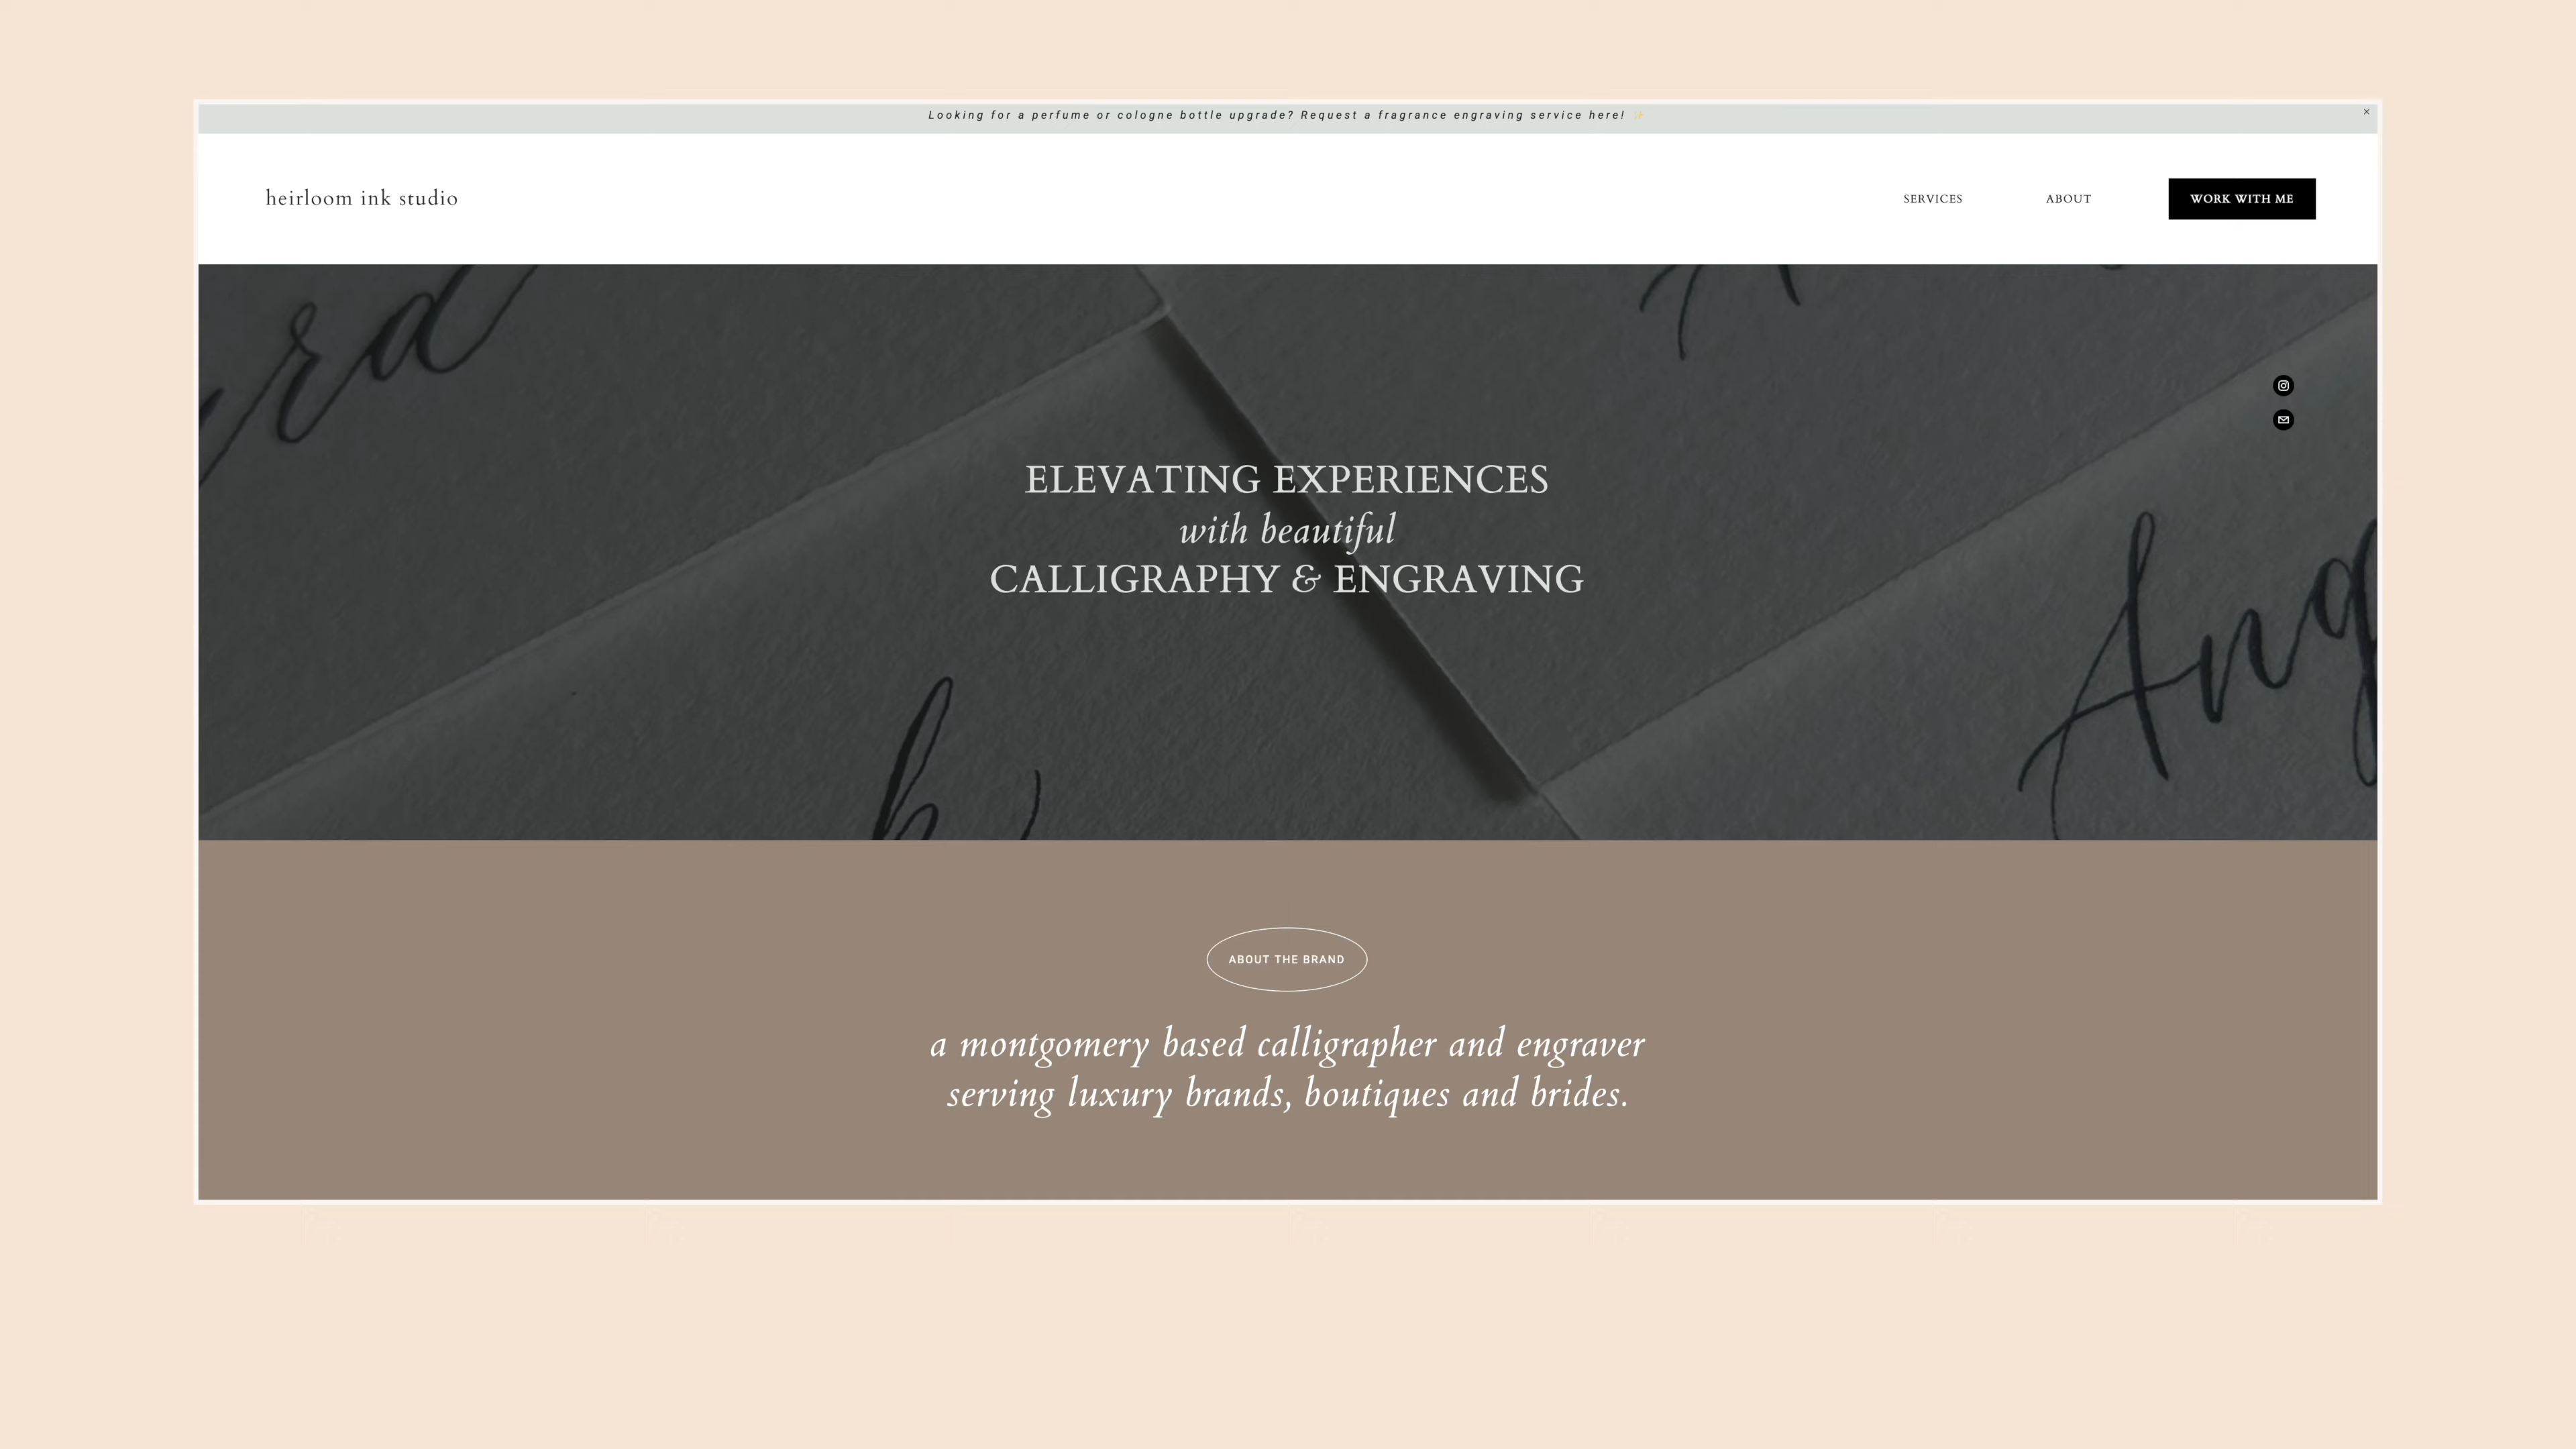 Looking for a perfume or cologne bottle upgrade? Request a fragrance engraving service here! ✨
heirloom ink studio
SERVICES
ABOUT
WORK WITH ME
ELEVATING EXPERIENCES
with beautiful
CALLIGRAPHY & ENGRAVING
rd
Ang
ABOUT THE BRAND
a montgomery based calligrapher and engraver
serving luxury brands, boutiques and brides.